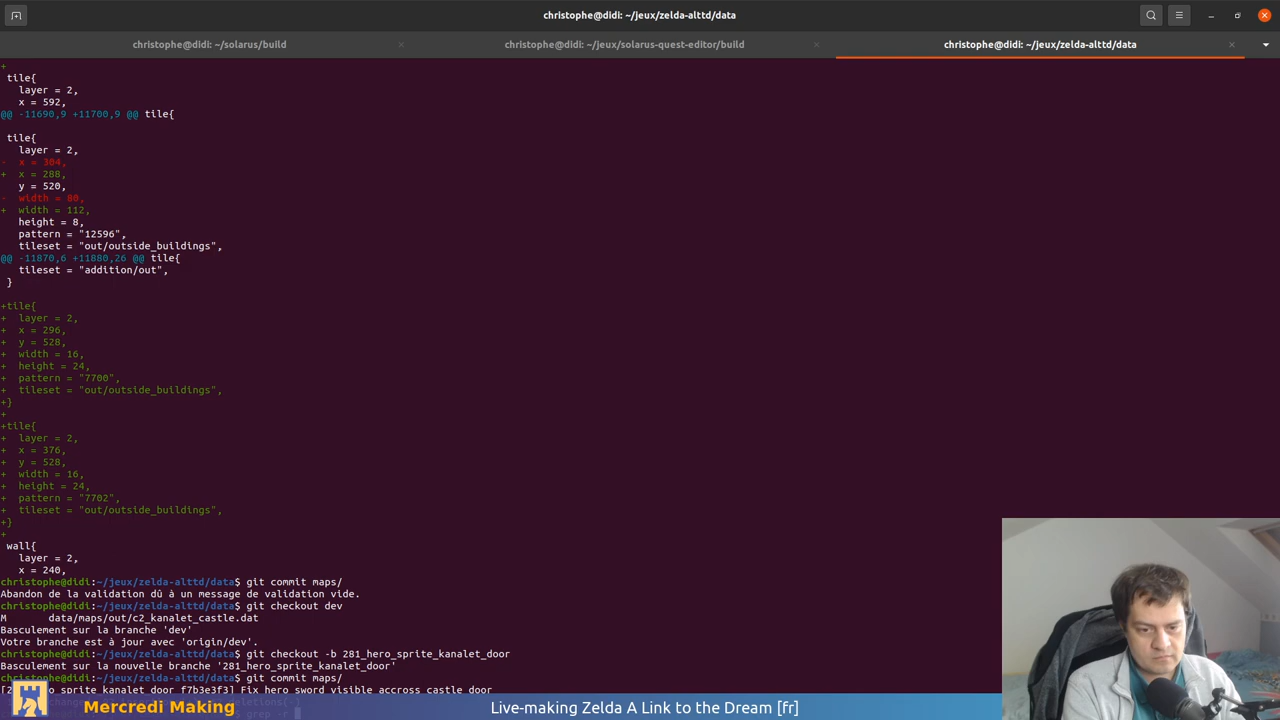 christophe@didi: ~/jeux/zelda-alttd/data
christophe@didi: ~/solarus/build
christophe@didi: ~/jeux/solarus-quest-editor/build
christophe@didi: ~/jeux/zelda-alttd/data
+
 tile{
   layer = 2,
   x = 592,
@@ -11690,9 +11700,9 @@ tile{

 tile{
   layer = 2,
-  x = 304,
+  x = 288,
   y = 520,
-  width = 80,
+  width = 112,
   height = 8,
   pattern = "12596",
   tileset = "out/outside_buildings",
@@ -11870,6 +11880,26 @@ tile{
   tileset = "addition/out",
 }

+tile{
+  layer = 2,
+  x = 296,
+  y = 528,
+  width = 16,
+  height = 24,
+  pattern = "7700",
+  tileset = "out/outside_buildings",
+}
+
+tile{
+  layer = 2,
+  x = 376,
+  y = 528,
+  width = 16,
+  height = 24,
+  pattern = "7702",
+  tileset = "out/outside_buildings",
+}
+
 wall{
   layer = 2,
   x = 240,
christophe@didi:~/jeux/zelda-alttd/data$ git commit maps/
Abandon de la validation dû à un message de validation vide.
christophe@didi:~/jeux/zelda-alttd/data$ git checkout dev
M       data/maps/out/c2_kanalet_castle.dat
Basculement sur la branche 'dev'
Votre branche est à jour avec 'origin/dev'.
christophe@didi:~/jeux/zelda-alttd/data$ git checkout -b 281_hero_sprite_kanalet_door
Basculement sur la nouvelle branche '281_hero_sprite_kanalet_door'
christophe@didi:~/jeux/zelda-alttd/data$ git commit maps/
sprite_kanalet_door f7b3e3f3] Fix hero sword visible accross castle door
grep -r
Mercredi Making
Live-making Zelda A Link to the Dream [fr]